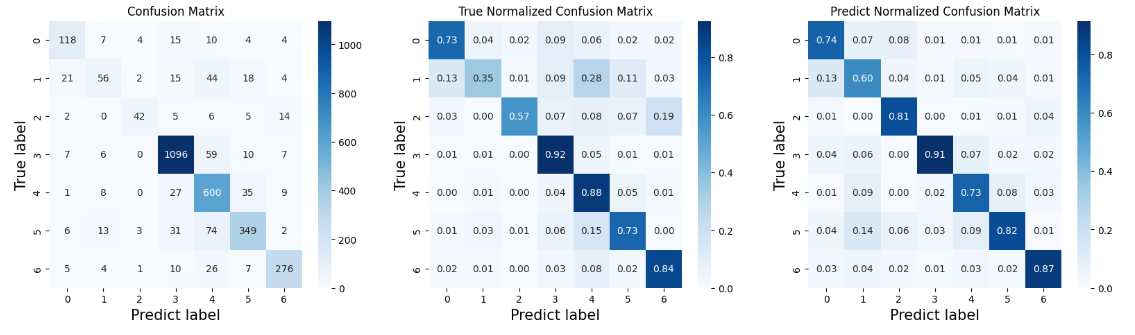 Confusion Matrix
True label
0 118 7 4 15 10 4 4
1 21 56 2 15 44 18 4
2 2 0 42 5 6 5 14
3 7 6 0 1096 59 10 7
4 1 8 0 27 600 35 9
5 6 13 3 31 74 349 2
6 5 4 1 10 26 7 276
0 1 2 3 4 5 6
Predict label
1000
800
600
400
200
0
True Normalized Confusion Matrix
True label
0 0.73 0.04 0.02 0.09 0.06 0.02 0.02
1 0.13 0.35 0.01 0.09 0.28 0.11 0.03
2 0.03 0.00 0.57 0.07 0.08 0.07 0.19
3 0.01 0.01 0.00 0.92 0.05 0.01 0.01
4 0.00 0.01 0.00 0.04 0.88 0.05 0.01
5 0.01 0.03 0.01 0.06 0.15 0.73 0.00
6 0.02 0.01 0.00 0.03 0.08 0.02 0.84
0 1 2 3 4 5 6
Predict label
0.8
0.6
0.4
0.2
0.0
Predict Normalized Confusion Matrix
True label
0 0.74 0.07 0.08 0.01 0.01 0.01 0.01
1 0.13 0.60 0.04 0.01 0.05 0.04 0.01
2 0.01 0.00 0.81 0.00 0.01 0.01 0.04
3 0.04 0.06 0.00 0.91 0.07 0.02 0.02
4 0.01 0.09 0.00 0.02 0.73 0.08 0.03
5 0.04 0.14 0.06 0.03 0.09 0.82 0.01
6 0.03 0.04 0.02 0.01 0.03 0.02 0.87
0 1 2 3 4 5 6
Predict label
0.8
0.6
0.4
0.2
0.0